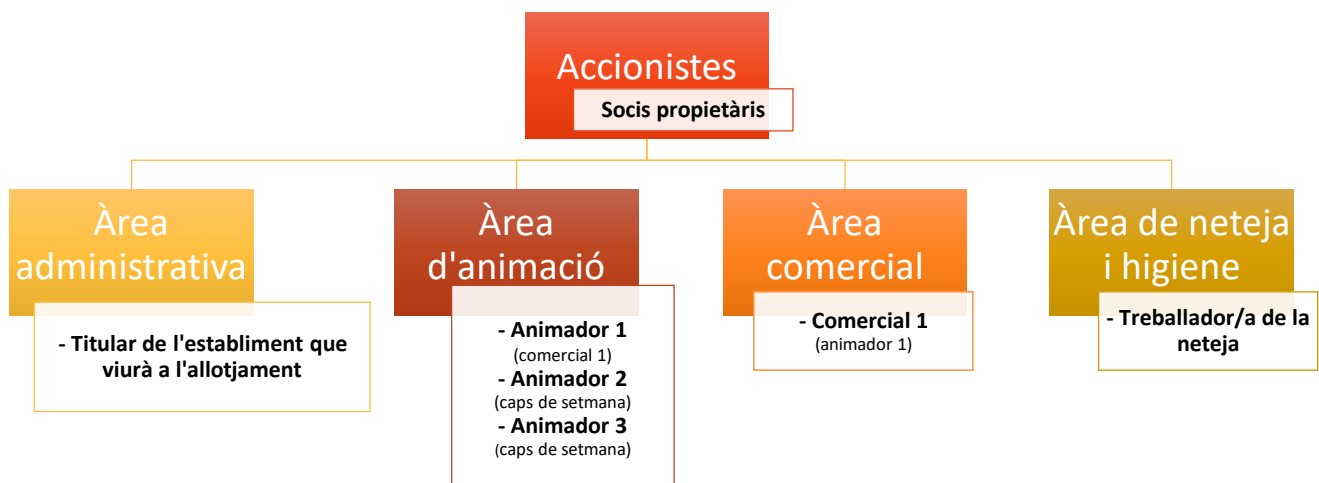 Accionistes
Socis propietàris
Àrea
administrativa
- Titular de l'establiment que
viurà a l'allotjament
Àrea
d'animació
- Animador 1
(comercial 1)
- Animador 2
(caps de setmana)
- Animador 3
(caps de setmana)
Àrea
comercial
- Comercial 1
(animador 1)
Àrea de neteja
i higiene
- Treballador/a de la
neteja